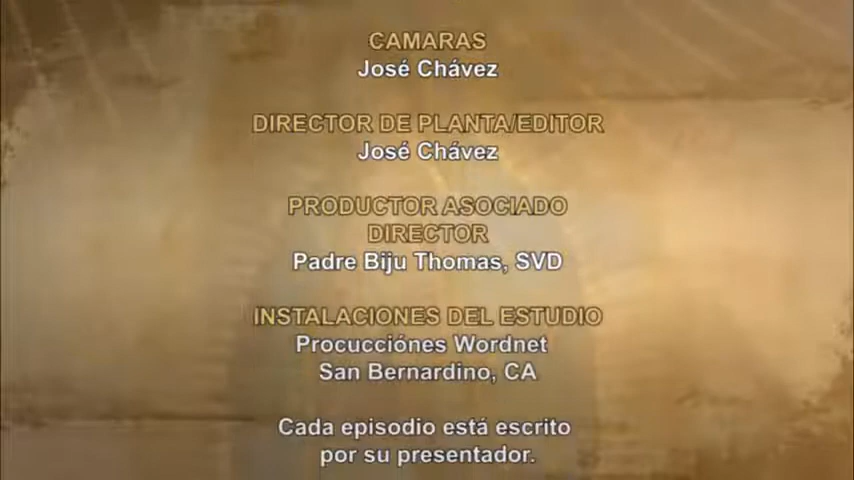 CAMARAS
José Chávez
DIRECTOR DE PLANTA/EDITOR
José Chávez
PRODUCTOR ASOCIADO
DIRECTOR
Padre Biju Thomas, SVD
INSTALACIONES DEL ESTUDIO
Procucciónes Wordnet
San Bernardino, CA
Cada episodio está escrito
por su presentador.